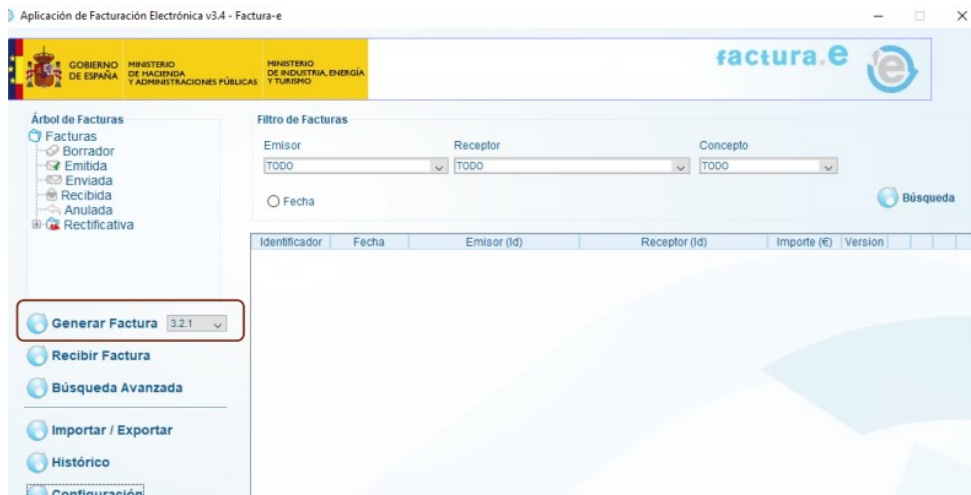 Aplicación de Facturación Electrónica v3.4 - Factura-e
GOBIERNO DE ESPAÑA
MINISTERIO DE HACIENDA Y ADMINISTRACIONES PÚBLICAS
MINISTERIO DE INDUSTRIA, ENERGÍA Y TURISMO
factura.e
Árbol de Facturas
Facturas
Borrador
Emitida
Enviada
Recibida
Anulada
Rectificativa
Filtro de Facturas
Emisor Receptor Concepto
TODO TODO TODO
Fecha
Búsqueda
Identificador Fecha Emisor (Id) Receptor (Id) Importe (€) Version
Generar Factura 3.2.1
Recibir Factura
Búsqueda Avanzada
Importar / Exportar
Histórico
Configuración